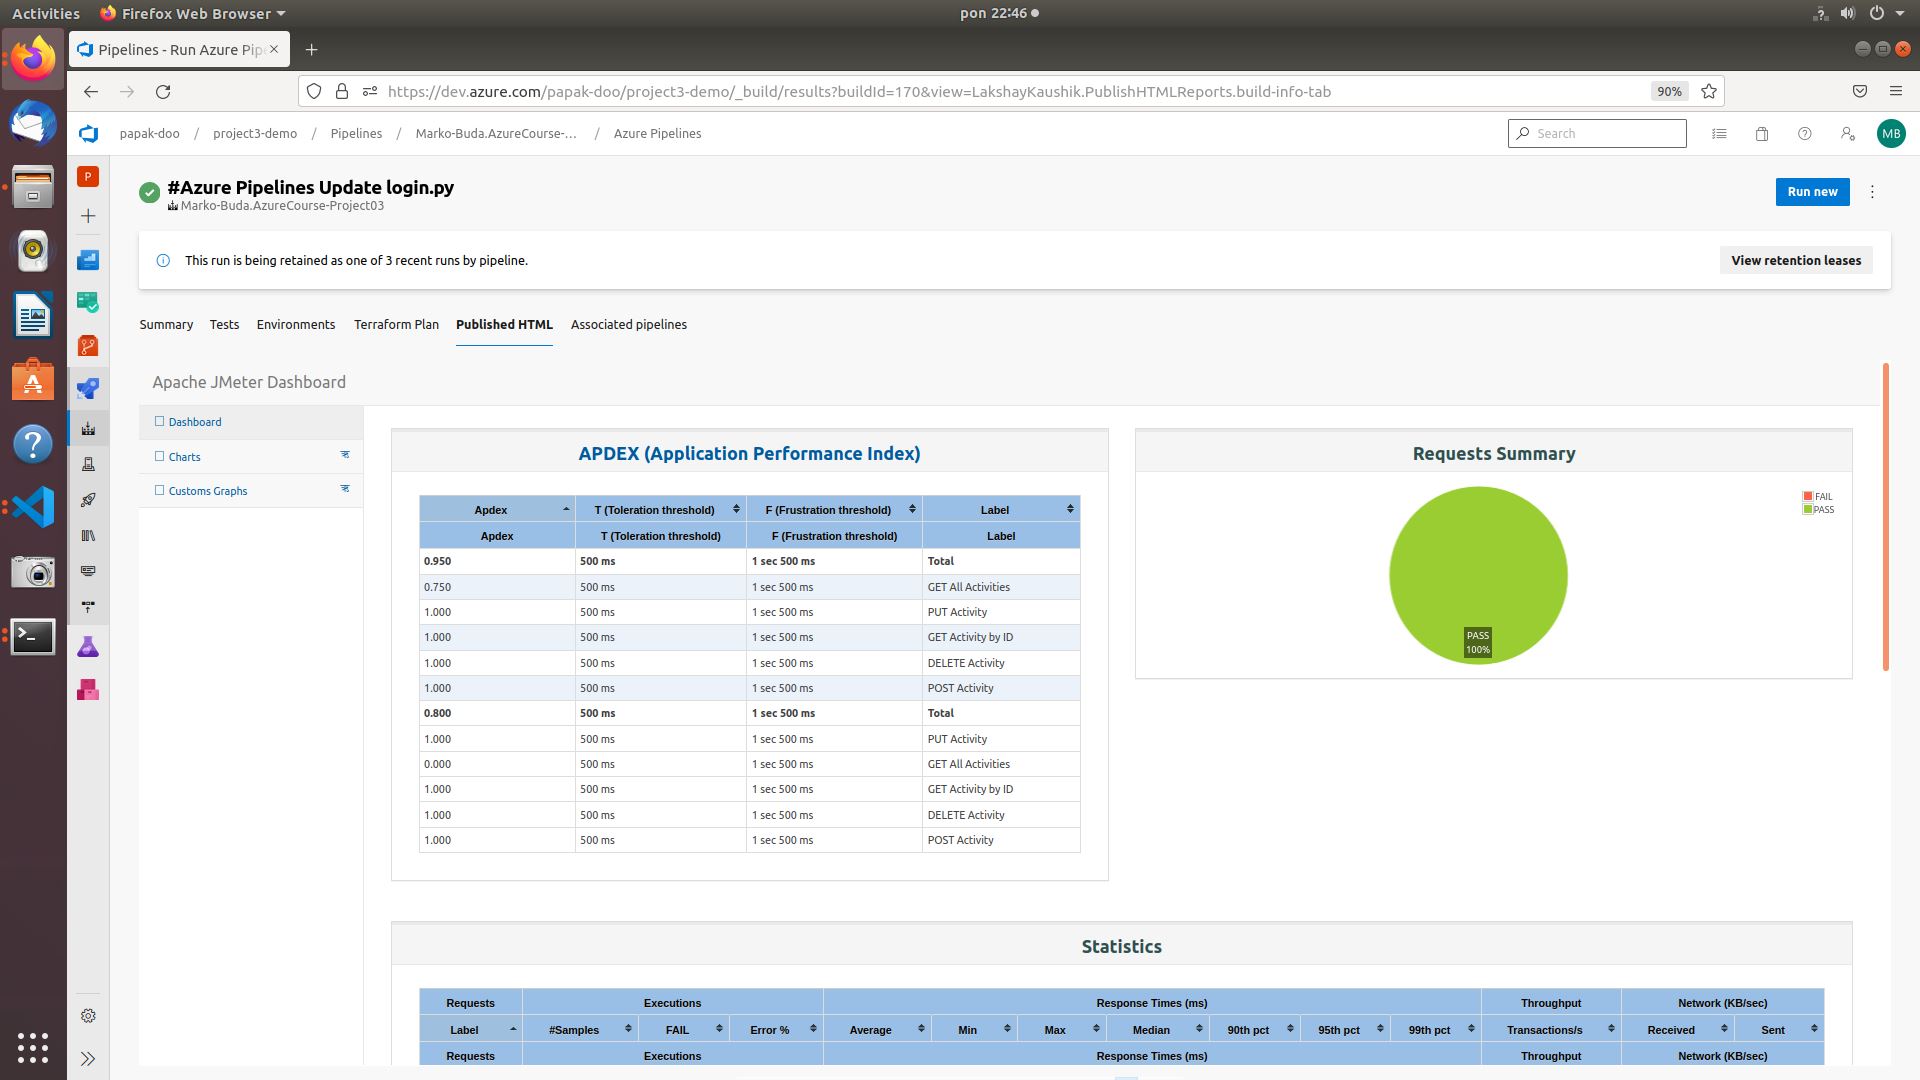 Activities
Firefox Web Browser
pon 22:46
Pipelines - Run Azure Pip
https://dev.azure.com/papak-doo/project3-demo/_build/results?buildId=170&view=LakshayKaushik.PublishHTMLReports.build-info-tab
90%
papak-doo / project3-demo / Pipelines / Marko-Buda.AzureCourse-... / Azure Pipelines
Search
MB
P
#Azure Pipelines Update login.py
Marko-Buda.AzureCourse-Project03
Run new
This run is being retained as one of 3 recent runs by pipeline.
View retention leases
Summary Tests Environments Terraform Plan Published HTML Associated pipelines
Apache JMeter Dashboard
Dashboard
Charts
Customs Graphs
APDEX (Application Performance Index)
Apdex T (Toleration threshold) F (Frustration threshold) Label
Apdex T (Toleration threshold) F (Frustration threshold) Label
0.950 500 ms 1 sec 500 ms Total
0.750 500 ms 1 sec 500 ms GET All Activities
1.000 500 ms 1 sec 500 ms PUT Activity
1.000 500 ms 1 sec 500 ms GET Activity by ID
1.000 500 ms 1 sec 500 ms DELETE Activity
1.000 500 ms 1 sec 500 ms POST Activity
0.800 500 ms 1 sec 500 ms Total
1.000 500 ms 1 sec 500 ms PUT Activity
0.000 500 ms 1 sec 500 ms GET All Activities
1.000 500 ms 1 sec 500 ms GET Activity by ID
1.000 500 ms 1 sec 500 ms DELETE Activity
1.000 500 ms 1 sec 500 ms POST Activity
Requests Summary
FAIL
PASS
PASS
100%
Statistics
Requests Executions Response Times (ms) Throughput Network (KB/sec)
Label #Samples FAIL Error % Average Min Max Median 90th pct 95th pct 99th pct Transactions/s Received Sent
Requests Executions Response Times (ms) Throughput Network (KB/sec)